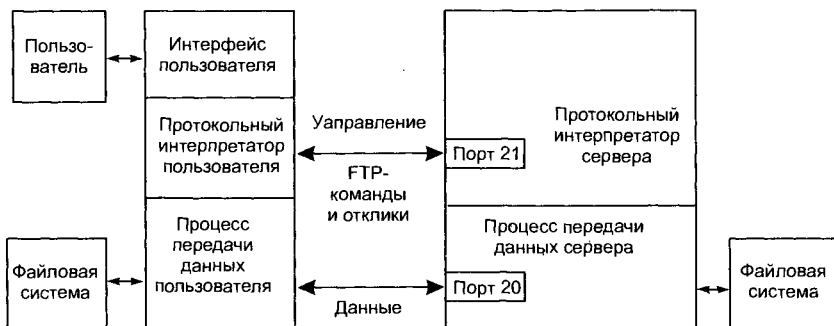 Пользо-
ватель
Интерфейс
пользователя
Протокольный
интерпретатор
пользователя
Уаправление
FTP-
команды
и отклики
Порт 21
Протокольный
интерпретатор
сервера
Процесс
передачи
данных
пользователя
Файловая
система
Данные
Процесс передачи
данных сервера
Порт 20
Файловая
система